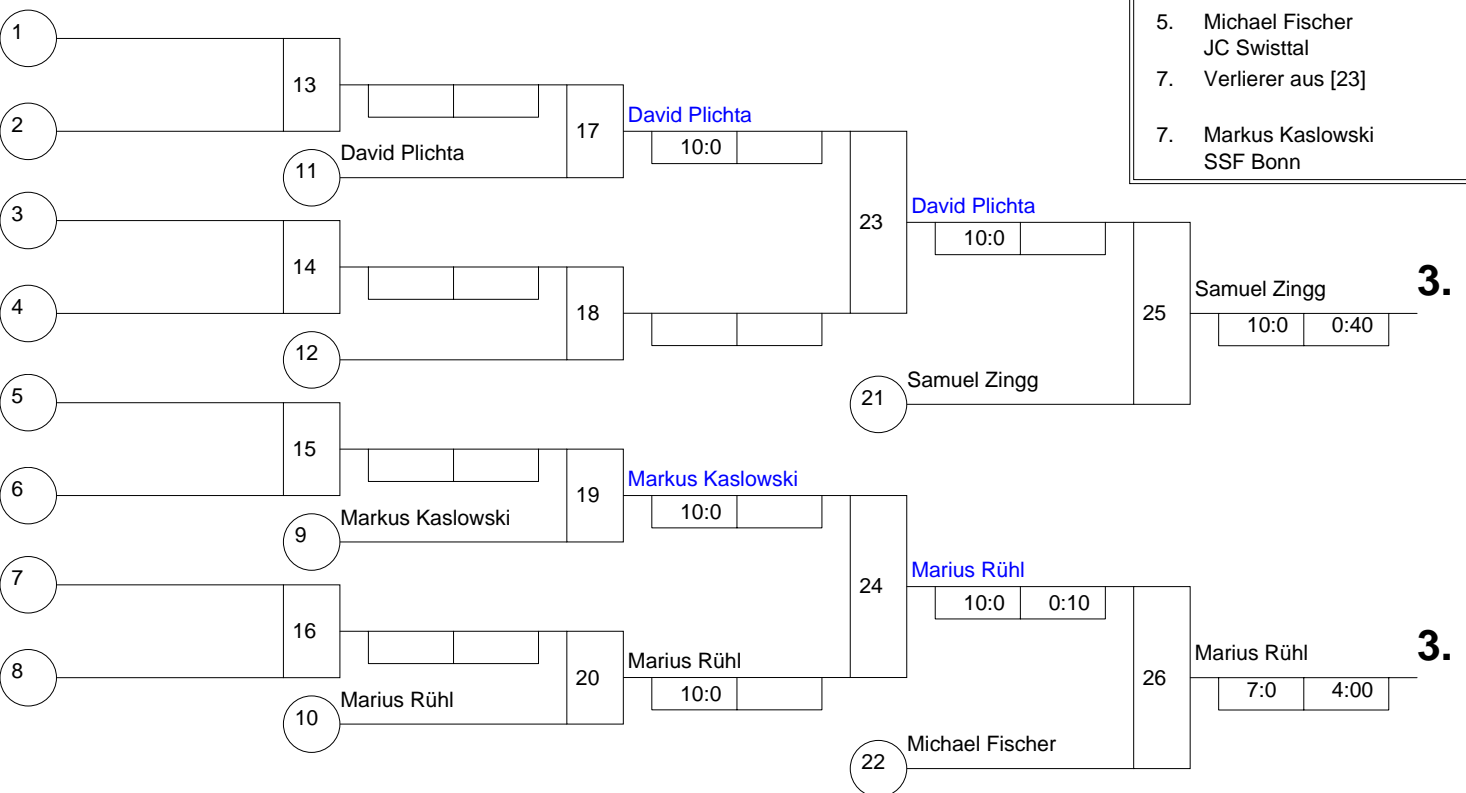 1
5. Michael Fischer
JC Swisttal
13
7. Verlierer aus [23]
2
17
David Plichta
10:0
7. Markus Kaslowski
SSF Bonn
11
David Plichta
3
23
David Plichta
10:0
14
4
18
Samuel Zingg
3.
25
10:0 0:40
12
5
21
Samuel Zingg
15
6
19
Markus Kaslowski
10:0
9
Markus Kaslowski
7
24
Marius Rühl
10:0 0:10
16
8
20
Marius Rühl
10:0
Marius Rühl
3.
26
7:0 4:00
10
Marius Rühl
22
Michael Fischer